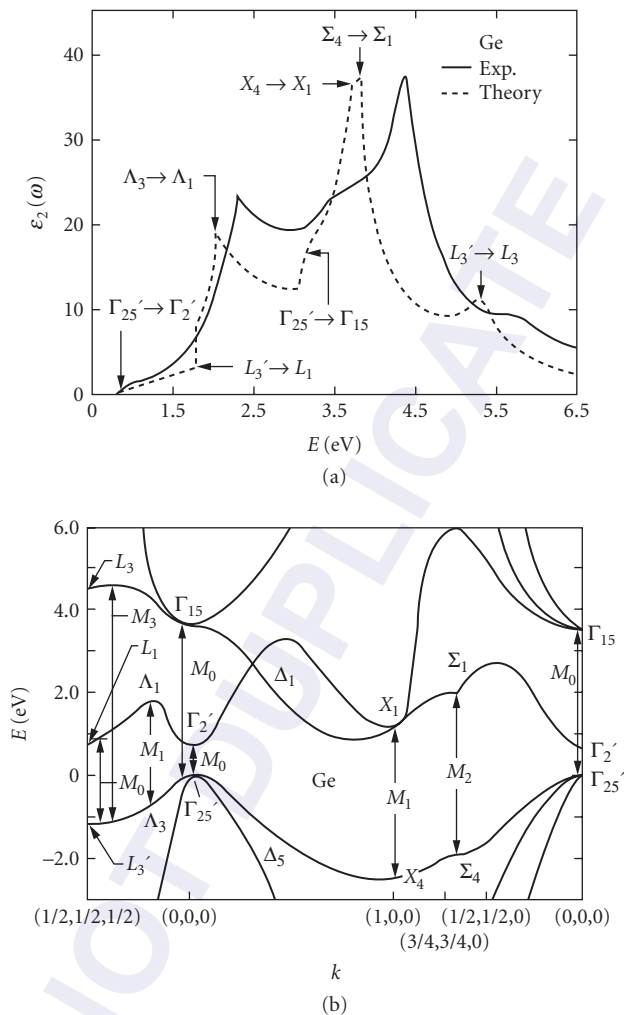 Σ4 → Σ1
Ge
Exp.
Theory
X4 → X1
Λ3 → Λ1
L3′ → L3
Γ25′ → Γ2′
Γ25′ → Γ15
L3′ → L1
40
30
20
10
0
ε2(ω)
0 1.5 2.5 3.5 4.5 5.5 6.5
E (eV)
(a)
6.0
4.0
2.0
0
−2.0
E (eV)
L3
M3
L1
Λ1
M1
M0
Λ3
L3′
Γ15
M0
Γ2′
M0
Γ25′
Δ1
Δ5
Ge
X1
M1
X4
Σ1
M2
Σ4
Γ15
M0
Γ2′
Γ25′
(1/2,1/2,1/2) (0,0,0) (1,0,0) (1/2,1/2,0) (0,0,0)
(3/4,3/4,0)
k
(b)
NOT DUPLICATE